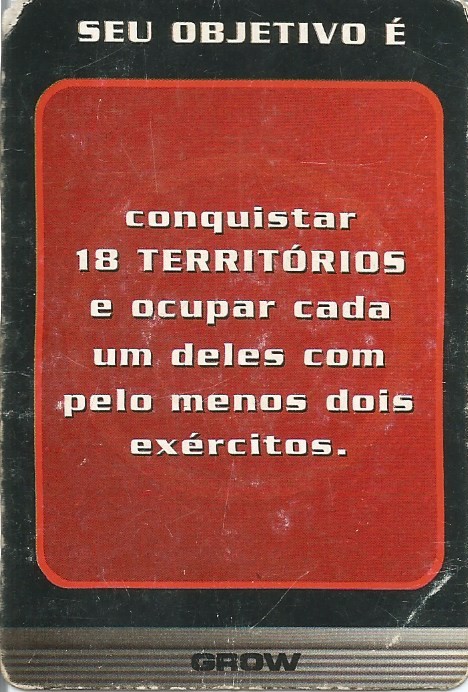 SEU OBJETIVO É
conquistar
18 TERRITÓRIOS
e ocupar cada
um deles com
pelo menos dois
exércitos.
GROW